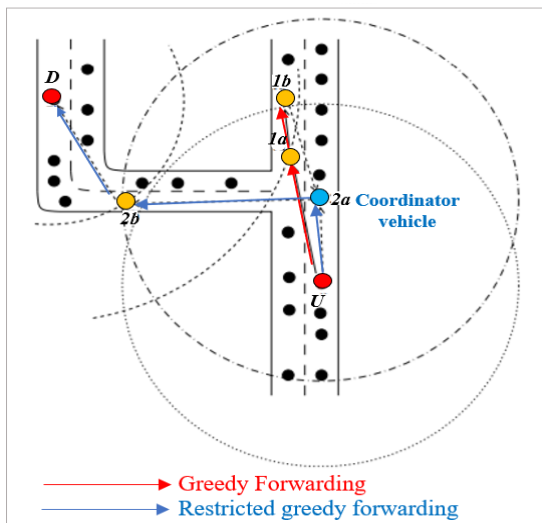 D
1b
1a
2b
2a Coordinator
vehicle
U
Greedy Forwarding
Restricted greedy forwarding